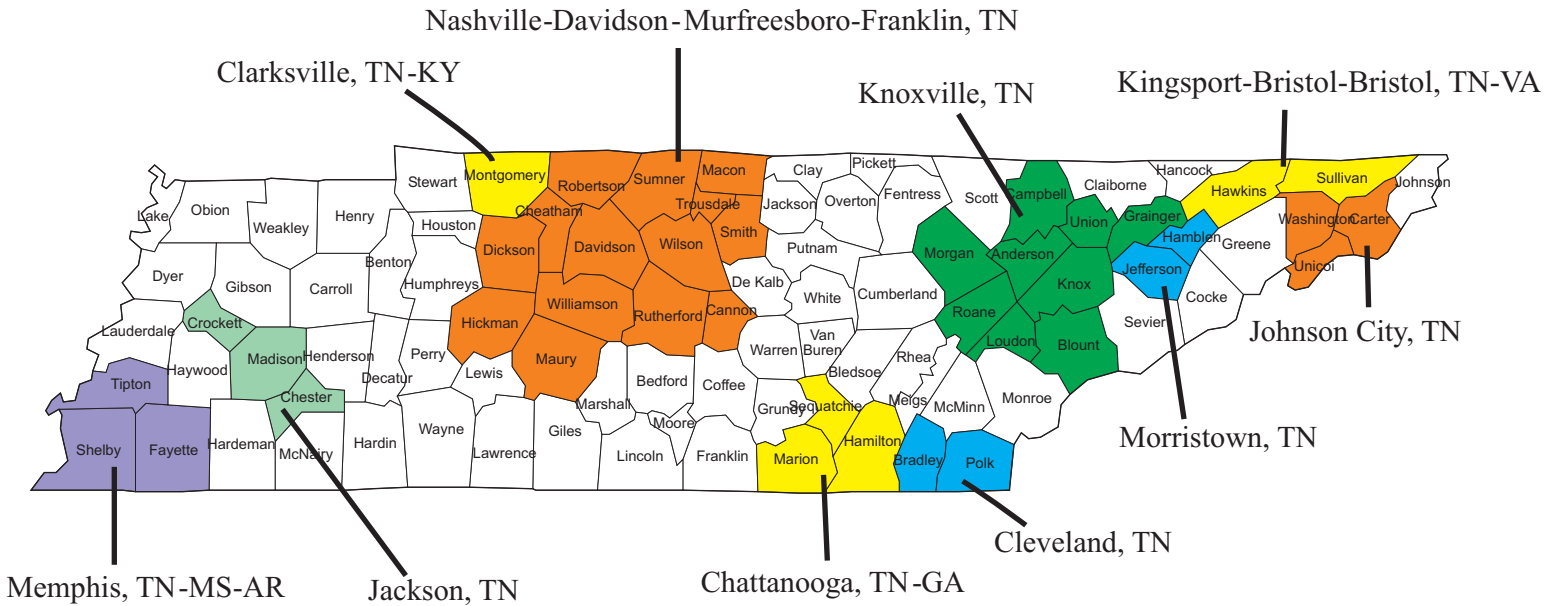 Nashville-Davidson-Murfreesboro-Franklin, TN
Clarksville, TN-KY
Knoxville, TN
Kingsport-Bristol-Bristol, TN-VA
Stewart
Montgomery
Robertson
Sumner
Macon
Clay
Pickett
Fentress
Scott
Campbell
Claiborne
Hancock
Hawkins
Sullivan
Johnson
Lake
Obion
Weakley
Henry
Houston
Cheatham
Trousdale
Jackson
Overton
Union
Grainger
Hamblen
Greene
Washington
Carter
Unicoi
Dickson
Davidson
Wilson
Smith
Putnam
Morgan
Anderson
Knox
Jefferson
Cocke
Dyer
Gibson
Carroll
Benton
Humphreys
Hickman
Williamson
Rutherford
Cannon
De Kalb
White
Cumberland
Roane
Loudon
Blount
Sevier
Johnson City, TN
Lauderdale
Crockett
Haywood
Madison
Henderson
Decatur
Perry
Lewis
Maury
Bedford
Coffee
Warren
Van
Buren
Bledsoe
Rhea
Meigs
McMinn
Monroe
Tipton
Chester
Marshall
Moore
Grundy
Sequatchie
Shelby
Fayette
Hardeman
McNairy
Hardin
Wayne
Lawrence
Giles
Lincoln
Franklin
Marion
Hamilton
Bradley
Polk
Morristown, TN
Cleveland, TN
Memphis, TN-MS-AR
Jackson, TN
Chattanooga, TN-GA